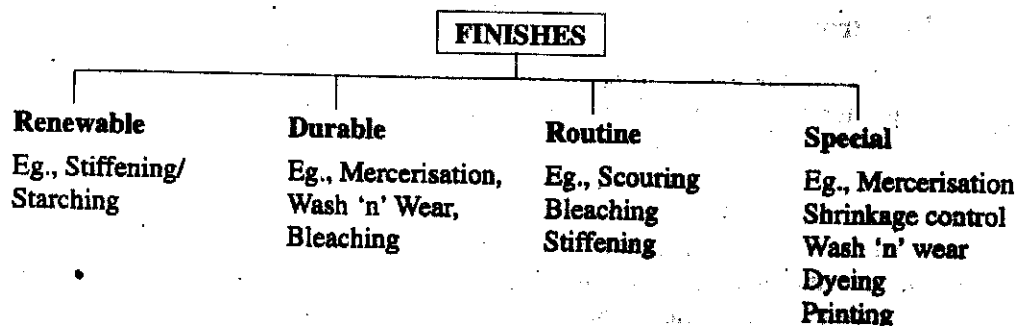 FINISHES
Renewable
Eg., Stiffening/
Starching
Durable
Eg., Mercerisation,
Wash 'n' Wear,
Bleaching
Routine
Eg., Scouring
Bleaching
Stiffening
Special
Eg., Mercerisation
Shrinkage control
Wash 'n' wear
Dyeing
Printing